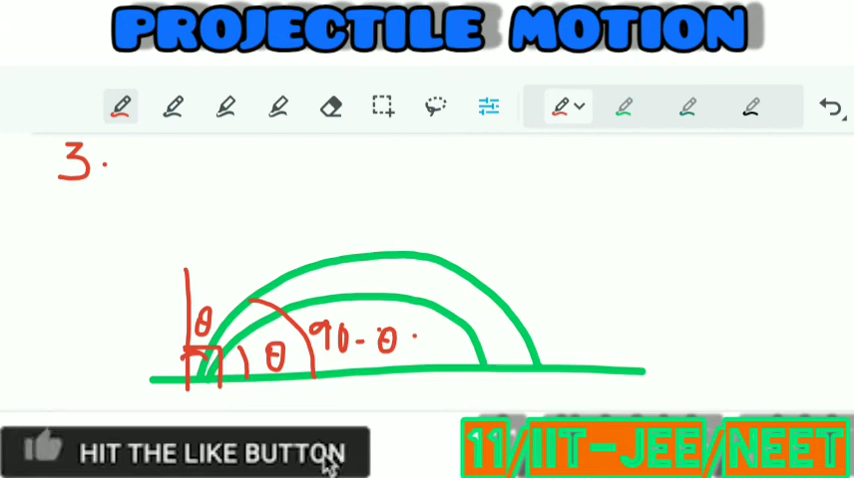 PROJECTILE MOTION
3.
θ
θ
90-θ.
HIT THE LIKE BUTTON
11/IIT-JEE/NEET